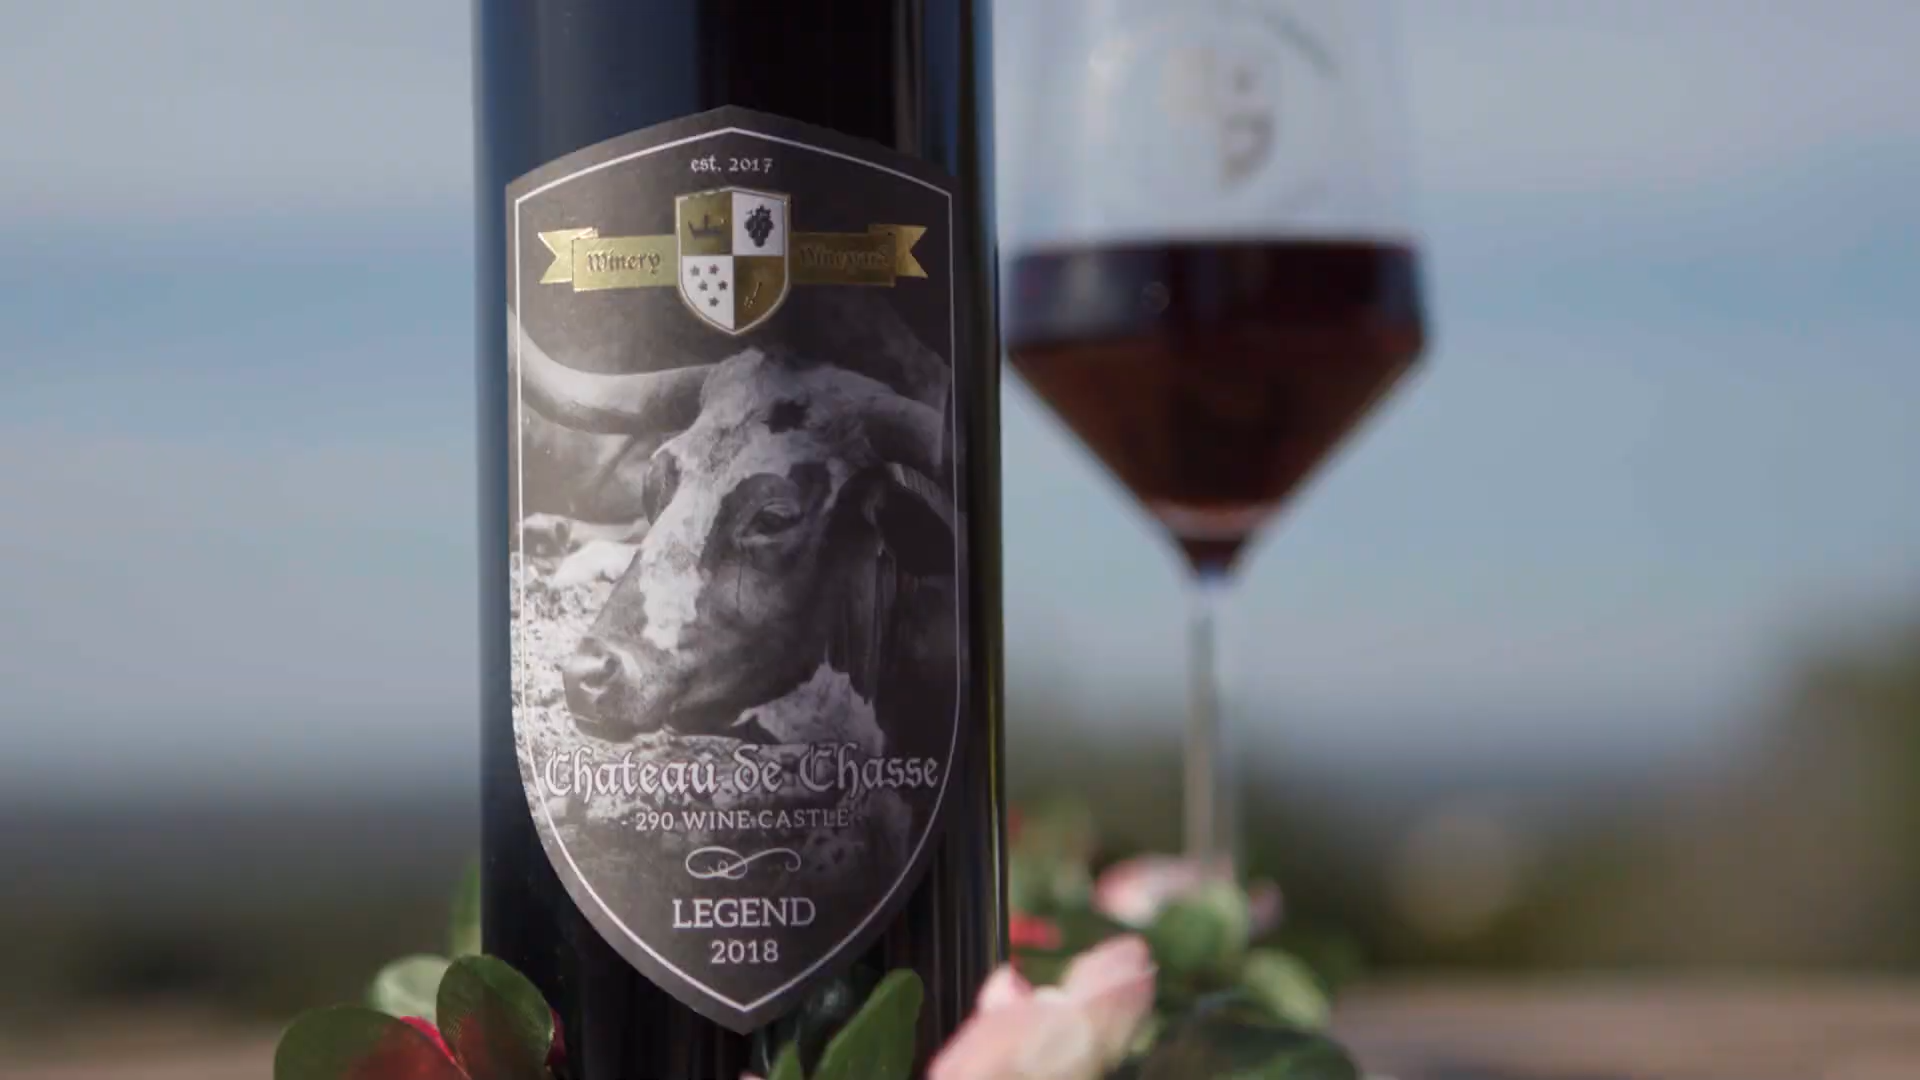 est. 2017
Winery Vineyard
Chateau de Chasse
- 290 WINE CASTLE -
LEGEND
2018